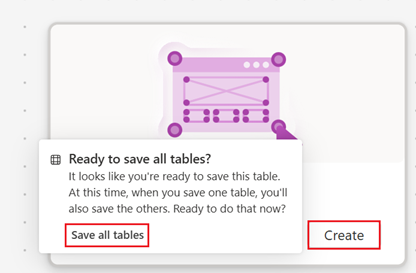 Ready to save all tables?
It looks like you're ready to save this table.
At this time, when you save one table, you'll
also save the others. Ready to do that now?
Save all tables
Create